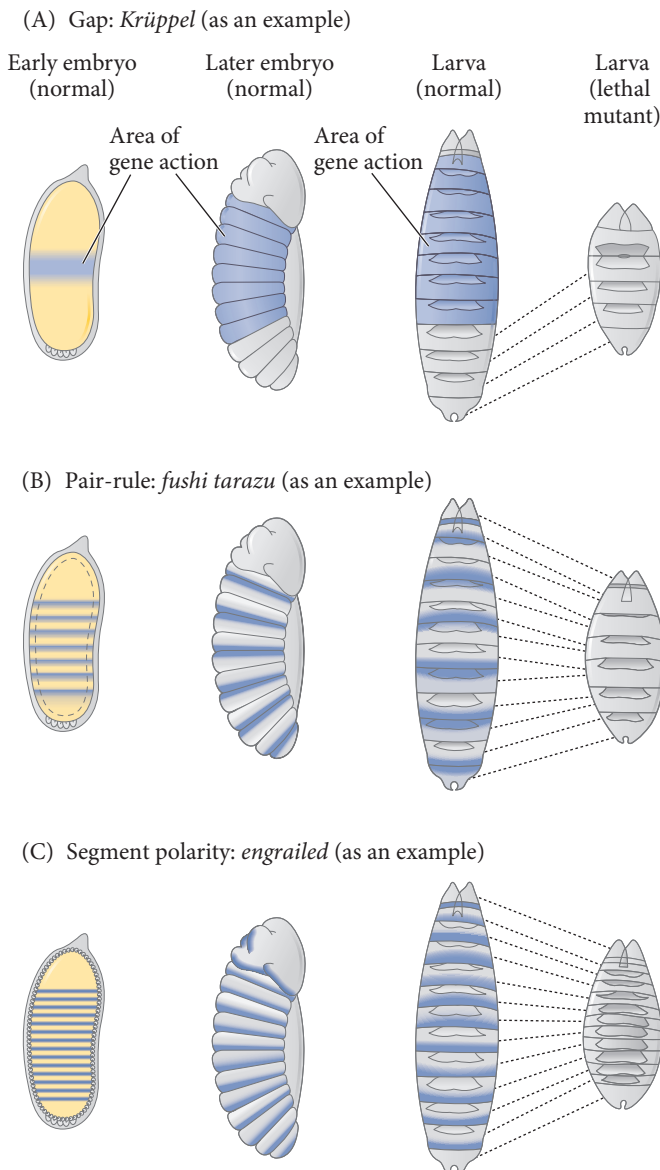 (A) Gap: Krüppel (as an example)
Early embryo
(normal)
Later embryo
(normal)
Larva
(normal)
Larva
(lethal
mutant)
Area of
gene action
Area of
gene action
(B) Pair-rule: fushi tarazu (as an example)
(C) Segment polarity: engrailed (as an example)